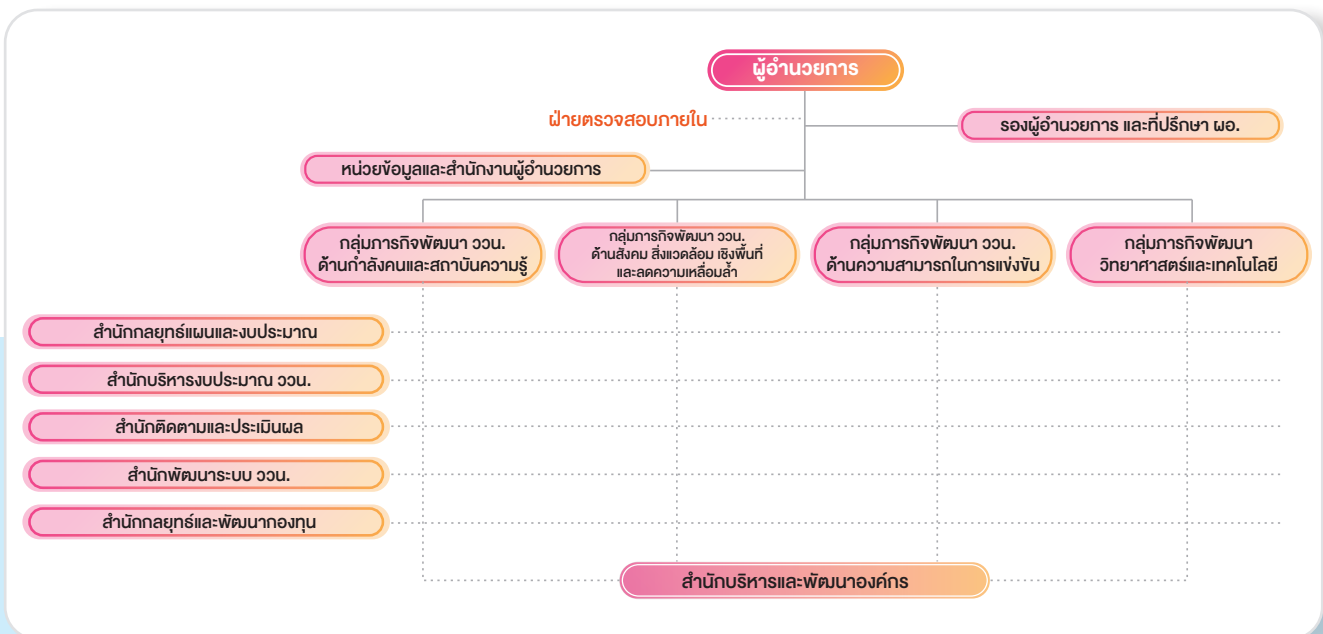 ผู้อำนวยการ
ฝ่ายตรวจสอบภายใน
รองผู้อำนวยการ และที่ปรึกษา ผอ.
หน่วยข้อมูลและสำนักงานผู้อำนวยการ
กลุ่มภารกิจพัฒนา ววน.
ด้านกำลังคนและสถาบันความรู้
กลุ่มภารกิจพัฒนา ววน.
ด้านสังคม สิ่งแวดล้อม เชิงพื้นที่
และลดความเหลื่อมล้ำ
กลุ่มภารกิจพัฒนา ววน.
ด้านความสามารถในการแข่งขัน
กลุ่มภารกิจพัฒนา
วิทยาศาสตร์และเทคโนโลยี
สำนักกลยุทธ์แผนและงบประมาณ
สำนักบริหารงบประมาณ ววน.
สำนักติดตามและประเมินผล
สำนักพัฒนาระบบ ววน.
สำนักกลยุทธ์และพัฒนากองทุน
สำนักบริหารและพัฒนาองค์กร